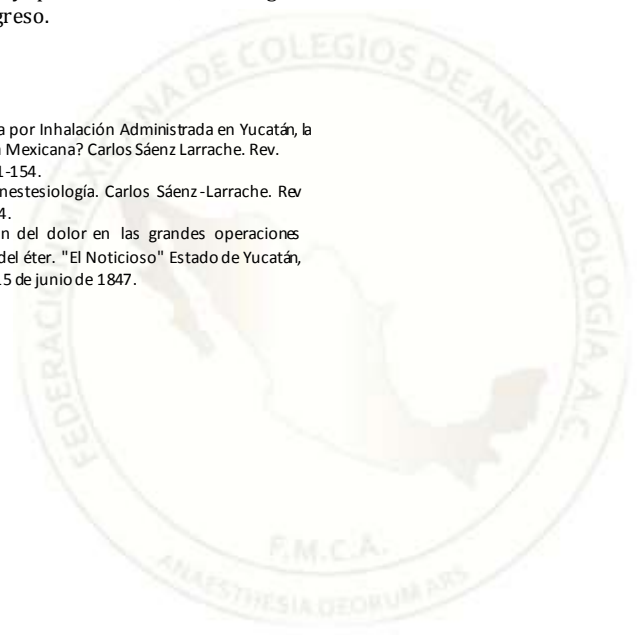 greso.
a por Inhalación Administrada en Yucatán, la
Mexicana? Carlos Sáenz Larrache. Rev.
1-154.
nestesiología. Carlos Sáenz-Larrache. Rev
4.
n del dolor en las grandes operaciones
del éter. "El Noticioso" Estado de Yucatán,
15 de junio de 1847.
FEDERACIÓN MEXICANA DE COLEGIOS DE ANESTESIOLOGÍA, A.C.
F.M.C.A.
ANAESTHESIA DEORUM ARS